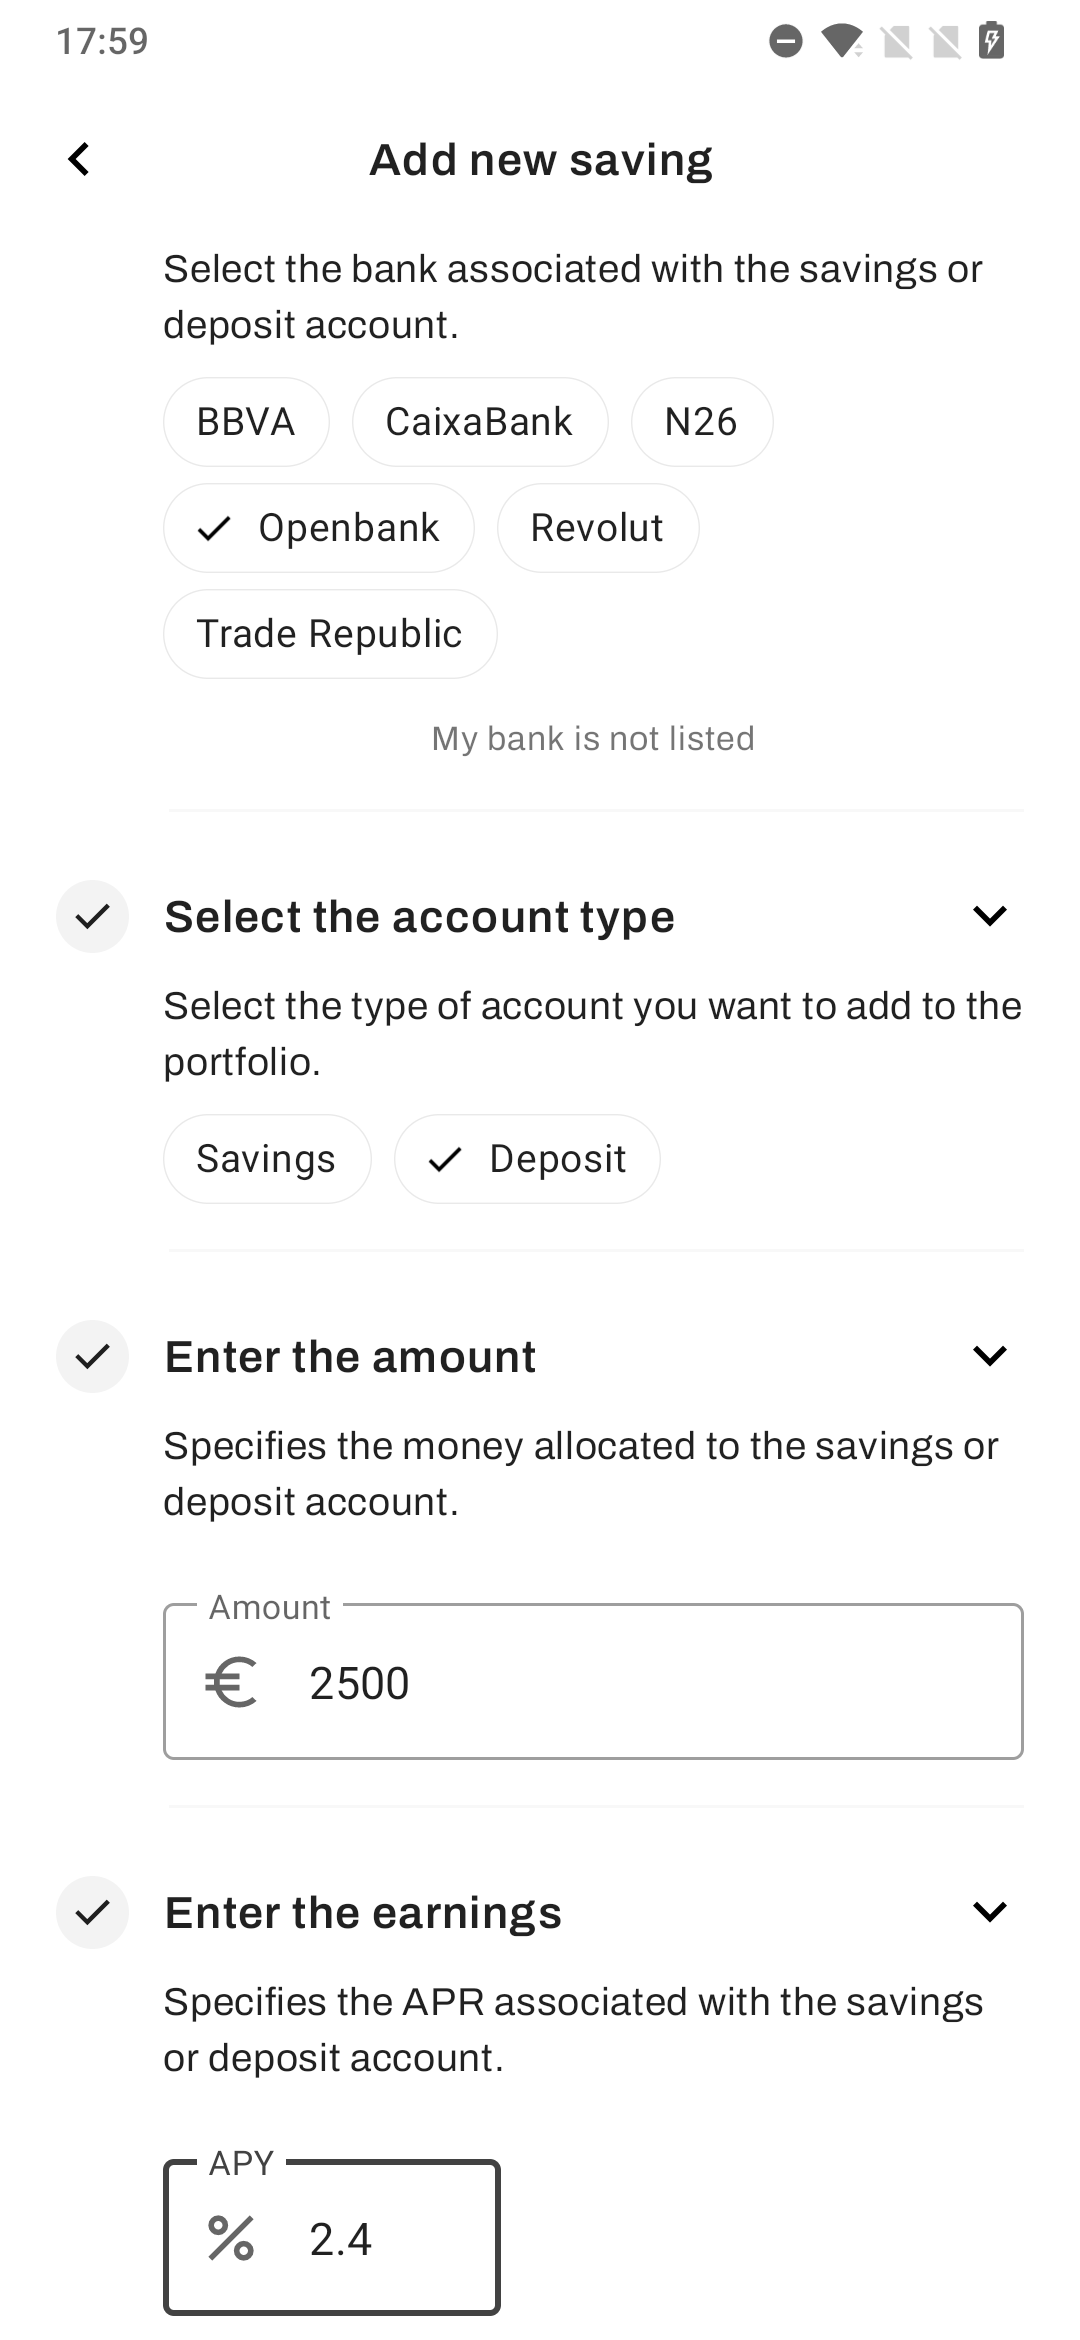 17:59
Add new saving
Select the bank associated with the savings or
deposit account.
BBVA
CaixaBank
N26
Openbank
Revolut
Trade Republic
My bank is not listed
Select the account type
Select the type of account you want to add to the
portfolio.
Savings
Deposit
Enter the amount
Specifies the money allocated to the savings or
deposit account.
Amount
€ 2500
Enter the earnings
Specifies the APR associated with the savings
or deposit account.
APY
% 2.4